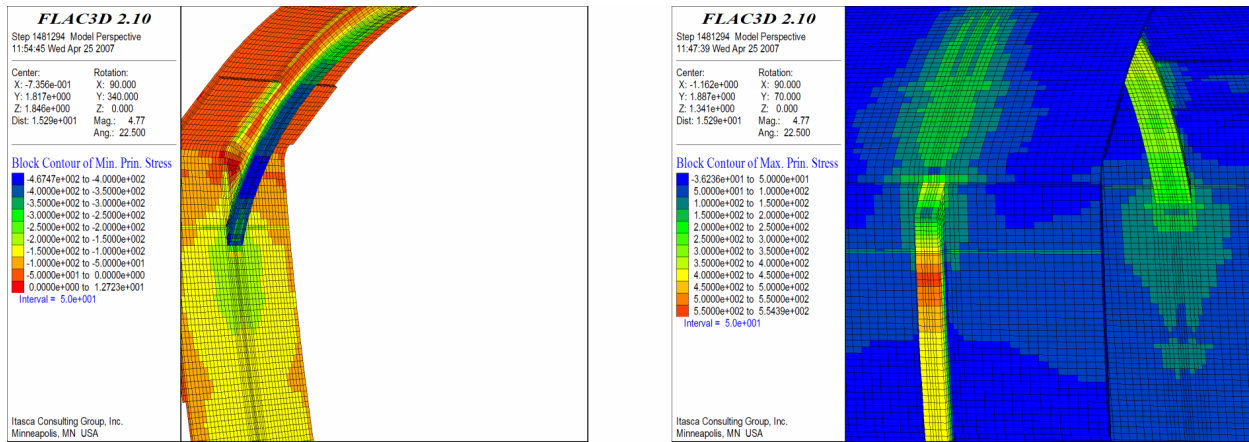 FLAC3D 2.10
Step 1481294 Model Perspective
11:54:45 Wed Apr 25 2007
Center:
X: -7.356e-001
Y: 1.817e+000
Z: 1.846e+000
Dist: 1.529e+001
Rotation:
X: 90.000
Y: 340.000
Z: 0.000
Mag.: 4.77
Ang.: 22.500
Block Contour of Min. Prin. Stress
-4.6747e+002 to -4.0000e+002
-4.0000e+002 to -3.5000e+002
-3.5000e+002 to -3.0000e+002
-3.0000e+002 to -2.5000e+002
-2.5000e+002 to -2.0000e+002
-2.0000e+002 to -1.5000e+002
-1.5000e+002 to -1.0000e+002
-1.0000e+002 to -5.0000e+001
-5.0000e+001 to 0.0000e+000
0.0000e+000 to 1.2723e+001
Interval = 5.0e+001
Itasca Consulting Group, Inc.
Minneapolis, MN USA
FLAC3D 2.10
Step 1481294 Model Perspective
11:47:39 Wed Apr 25 2007
Center:
X: -1.162e+000
Y: 1.887e+000
Z: 1.341e+000
Dist: 1.529e+001
Rotation:
X: 90.000
Y: 70.000
Z: 0.000
Mag.: 4.77
Ang.: 22.500
Block Contour of Max. Prin. Stress
-3.6236e+001 to 5.0000e+001
5.0000e+001 to 1.0000e+002
1.0000e+002 to 1.5000e+002
1.5000e+002 to 2.0000e+002
2.0000e+002 to 2.5000e+002
2.5000e+002 to 3.0000e+002
3.0000e+002 to 3.5000e+002
3.5000e+002 to 4.0000e+002
4.0000e+002 to 4.5000e+002
4.5000e+002 to 5.0000e+002
5.0000e+002 to 5.5000e+002
5.5000e+002 to 5.5439e+002
Interval = 5.0e+001
Itasca Consulting Group, Inc.
Minneapolis, MN USA